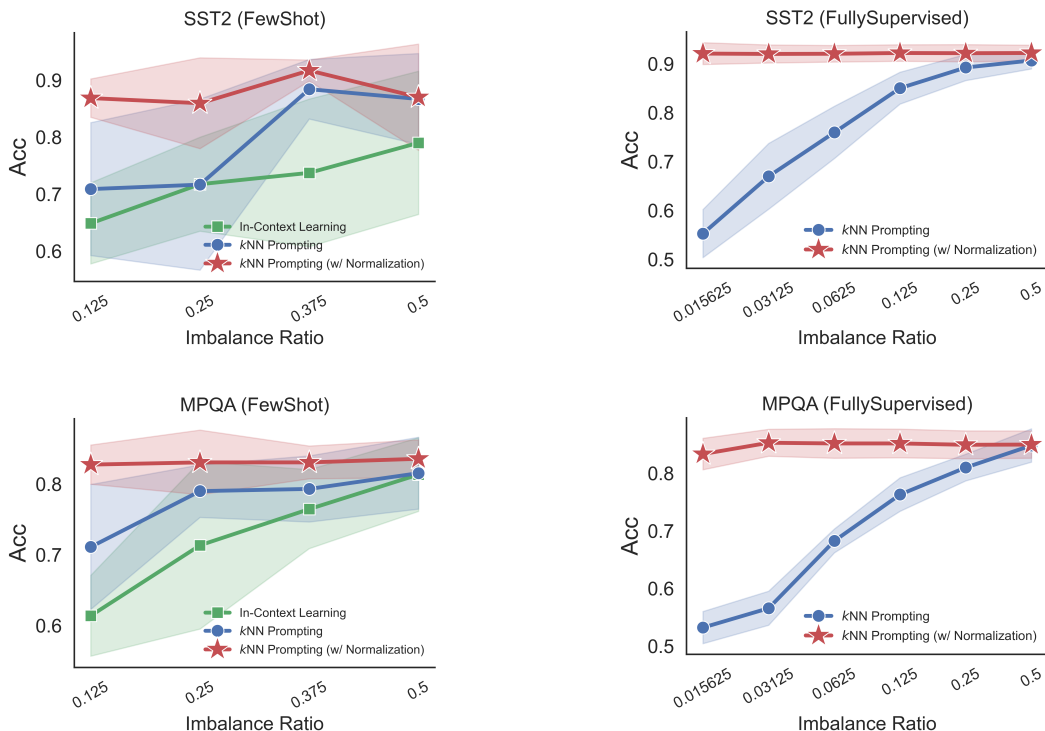 SST2 (FewShot)
Acc
0.9
0.8
0.7
0.6
In-Context Learning
kNN Prompting
kNN Prompting (w/ Normalization)
0.125
0.25
0.375
0.5
Imbalance Ratio
SST2 (FullySupervised)
Acc
0.9
0.8
0.7
0.6
0.5
kNN Prompting
kNN Prompting (w/ Normalization)
0.015625
0.03125
0.0625
0.125
0.25
0.5
Imbalance Ratio
MPQA (FewShot)
Acc
0.8
0.7
0.6
In-Context Learning
kNN Prompting
kNN Prompting (w/ Normalization)
0.125
0.25
0.375
0.5
Imbalance Ratio
MPQA (FullySupervised)
Acc
0.8
0.7
0.6
0.5
kNN Prompting
kNN Prompting (w/ Normalization)
0.015625
0.03125
0.0625
0.125
0.25
0.5
Imbalance Ratio